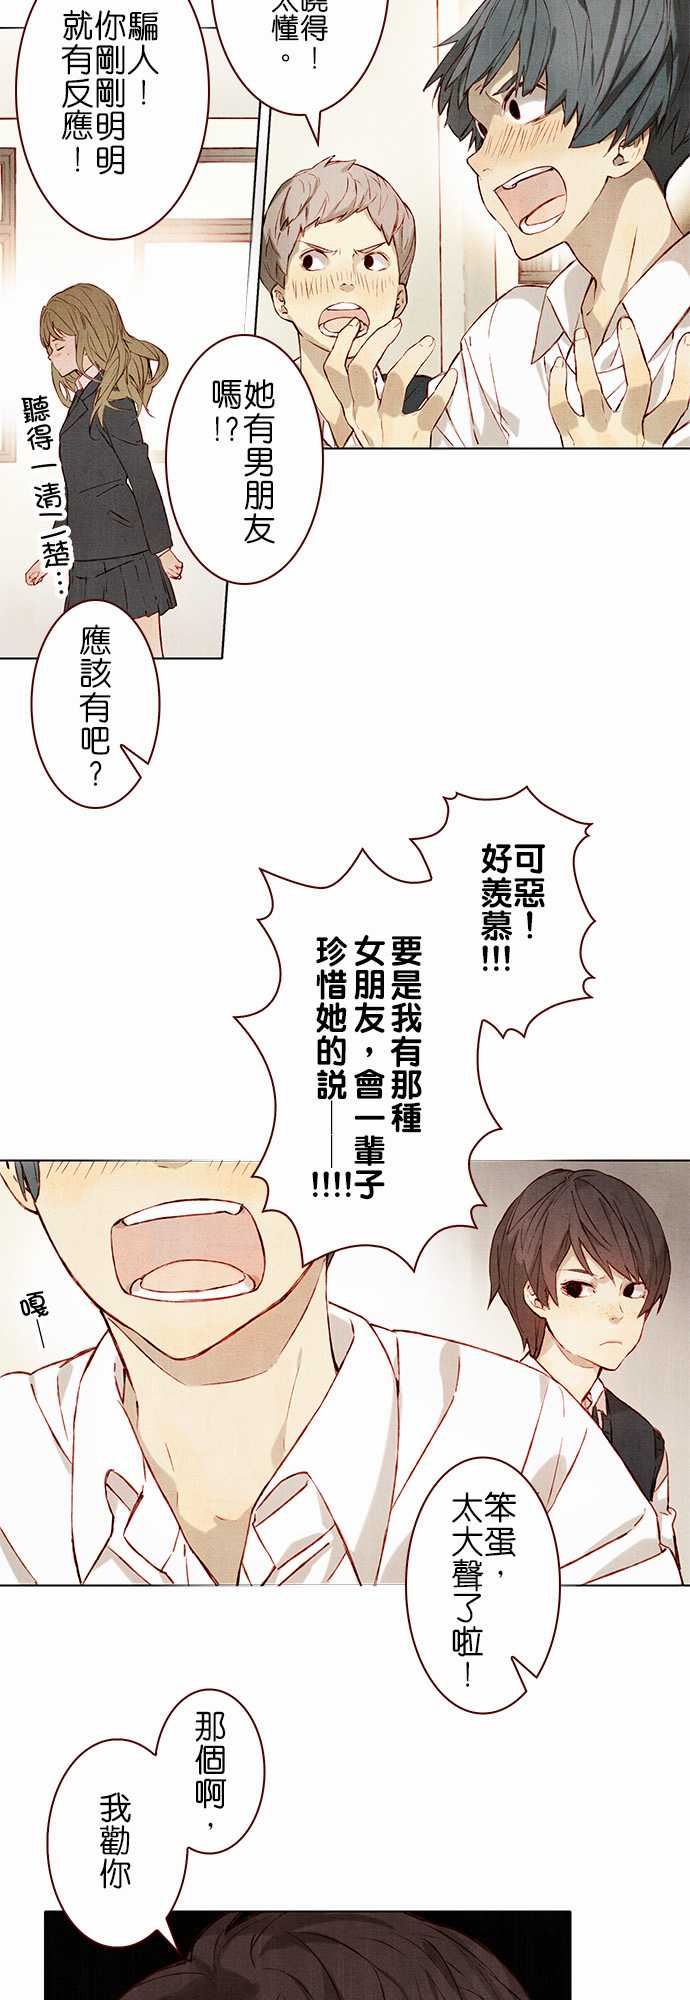 曉得！
太懂。
騙人！
你剛剛明明
就有反應！
她有男朋友
嗎!?
聽得一清二楚…
應該有吧？
可惡！
好羨慕!!!
要是我有那種
女朋友，會一輩子
珍惜她的說——!!!!
嘎—
笨蛋，
太大聲了啦！
那個啊，
我勸你